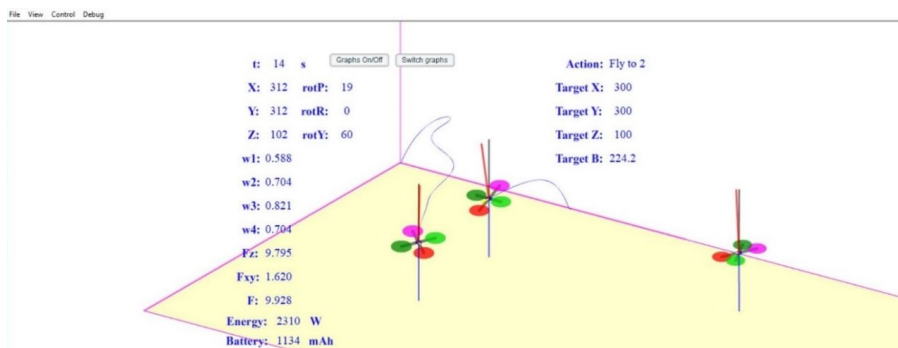 File View Control Debug
t: 14 s Graphs On/Off Switch graphs Action: Fly to 2
X: 312 rotP: 19 Target X: 300
Y: 312 rotR: 0 Target Y: 300
Z: 102 rotY: 60 Target Z: 100
w1: 0.588 Target B: 224.2
w2: 0.704
w3: 0.821
w4: 0.704
Fz: 9.795
Fxy: 1.620
F: 9.928
Energy: 2310 W
Battery: 1134 mAh